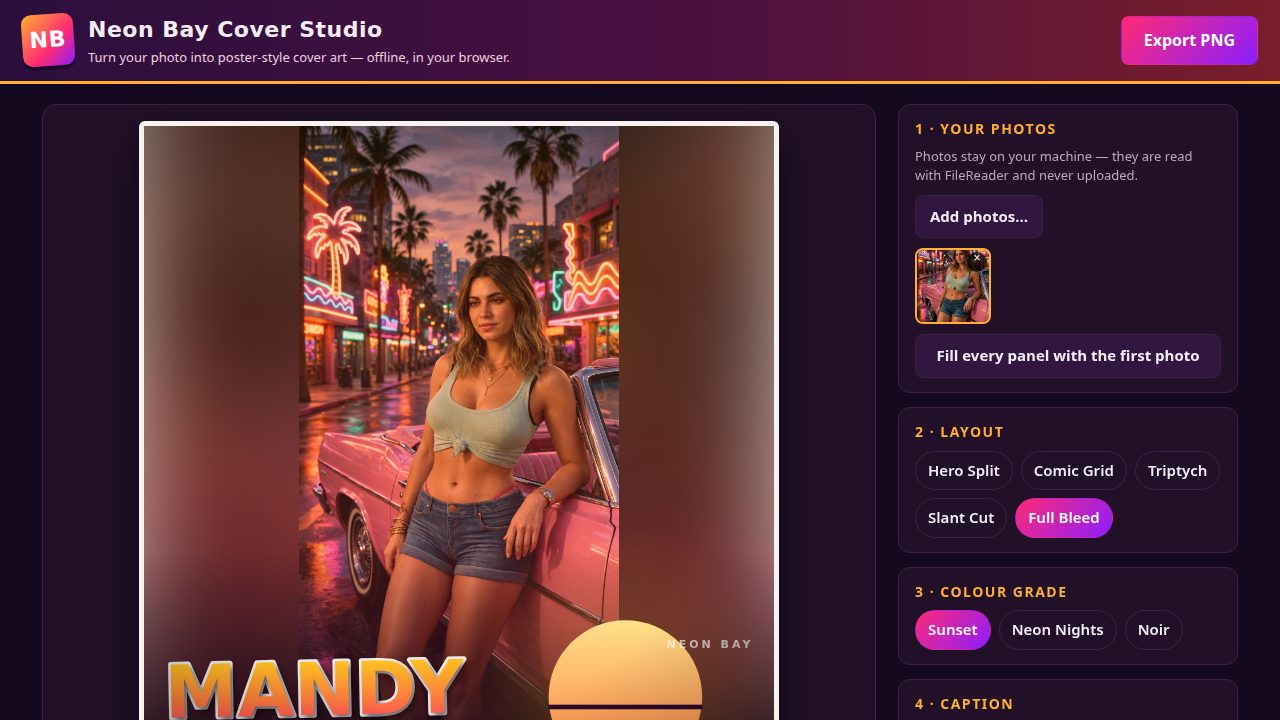 NB
Neon Bay Cover Studio
Turn your photo into poster-style cover art — offline, in your browser.
Export PNG
NEON BAY
MANDY
1 · YOUR PHOTOS
Photos stay on your machine — they are read
with FileReader and never uploaded.
Add photos...
×
Fill every panel with the first photo
2 · LAYOUT
Hero Split
Comic Grid
Triptych
Slant Cut
Full Bleed
3 · COLOUR GRADE
Sunset
Neon Nights
Noir
4 · CAPTION